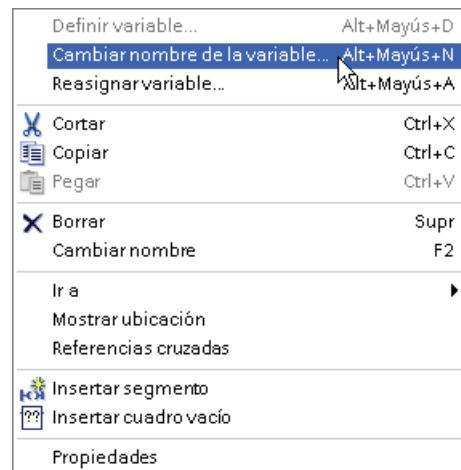 Definir variable... Alt+Mayús+D
Cambiar nombre de la variable... Alt+Mayús+N
Reasignar variable... Alt+Mayús+A
Cortar Ctrl+X
Copiar Ctrl+C
Pegar Ctrl+V
Borrar Supr
Cambiar nombre F2
Ir a
Mostrar ubicación
Referencias cruzadas
Insertar segmento
?? Insertar cuadro vacío
Propiedades